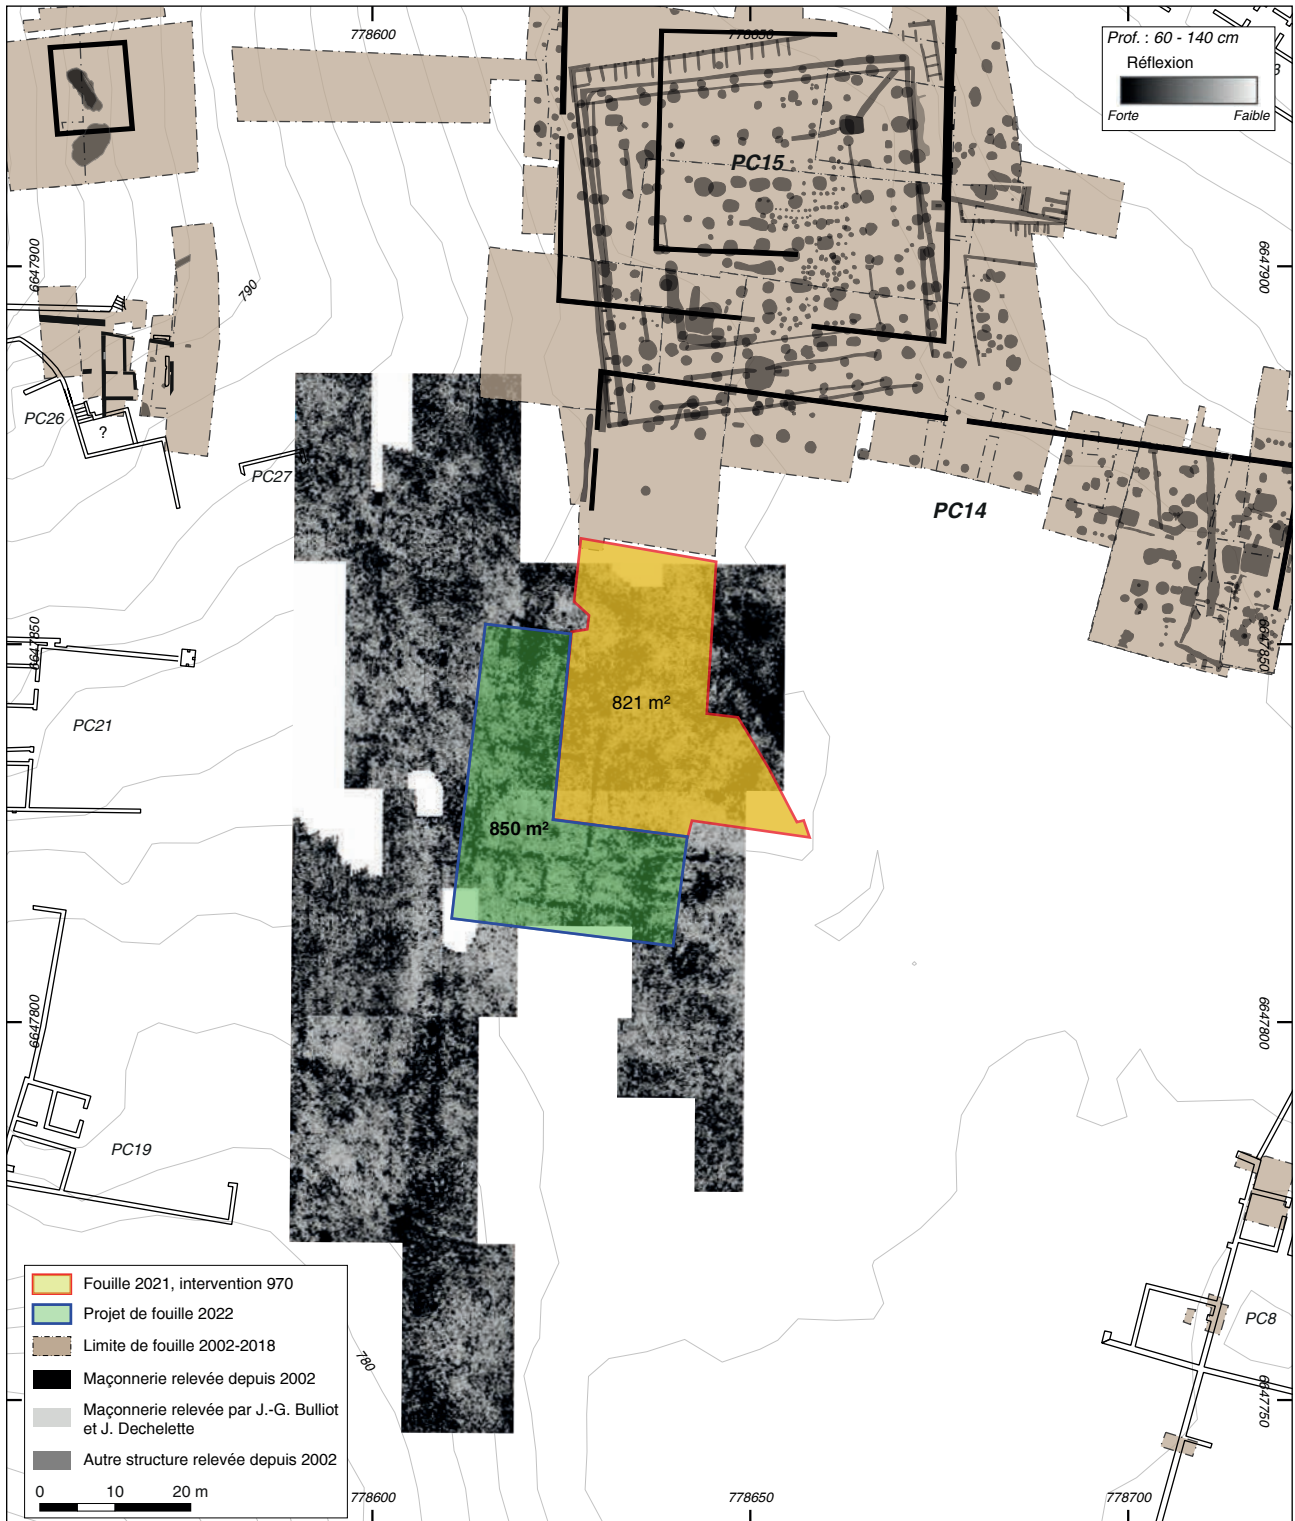 778600
778650
Prof. : 60 - 140 cm
Réflexion
Forte
Faible
3
PC15
6647900
790
6647900
PC26
?
PC27
PC14
6647850
6647850
821 m²
PC21
850 m²
6647800
6647800
PC19
Fouille 2021, intervention 970
Projet de fouille 2022
Limite de fouille 2002-2018
Maçonnerie relevée depuis 2002
Maçonnerie relevée par J.-G. Bulliot
et J. Dechelette
Autre structure relevée depuis 2002
0 10 20 m
780
PC8
6647750
778600
778650
778700